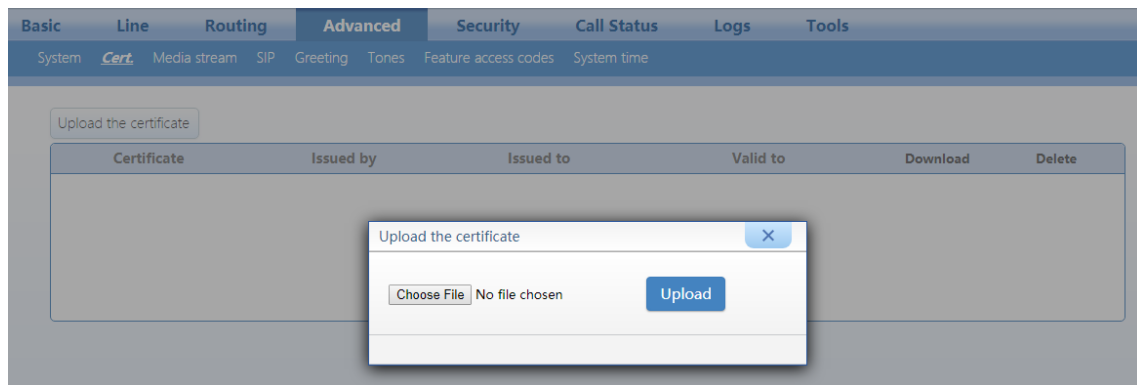 Basic Line Routing Advanced Security Call Status Logs Tools
System Cert. Media stream SIP Greeting Tones Feature access codes System time
Upload the certificate
Certificate Issued by Issued to Valid to Download Delete
Upload the certificate
Choose File No file chosen Upload